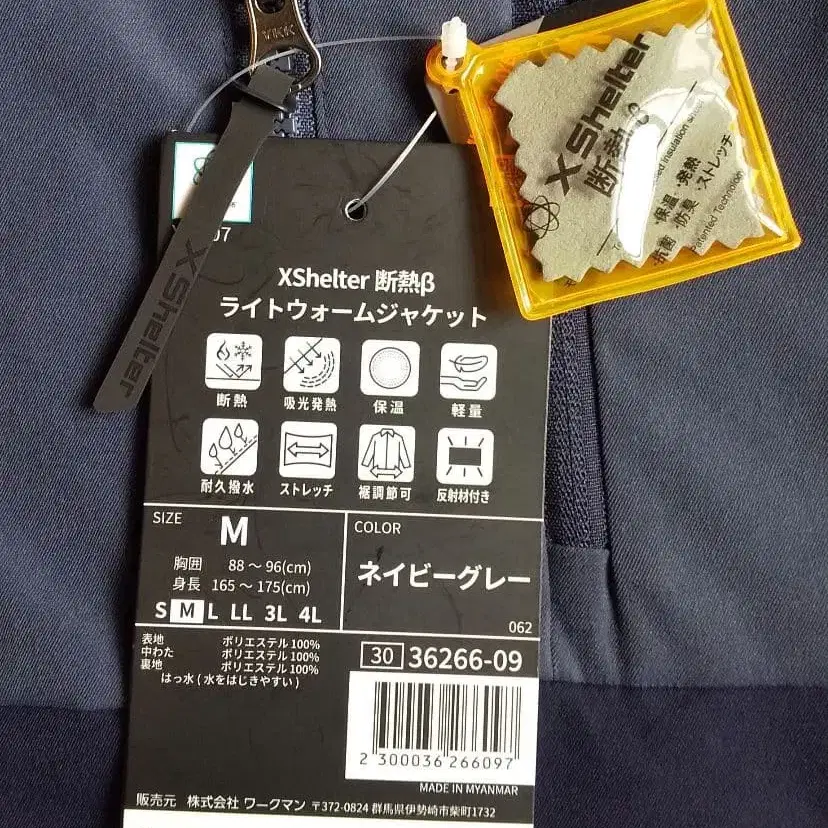 YKK
XShelter
XShelter
断熱β
保温・発熱
抗菌 防臭・ストレッチ
07
XShelter 断熱β
ライトウォームジャケット
断熱 吸光発熱 保温 軽量
耐久撥水 ストレッチ 裾調節可 反射材付き
SIZE M
胸囲 88～96(cm)
身長 165～175(cm)
S M L LL 3L 4L
COLOR
ネイビーグレー
062
表地 ポリエステル100%
中わた ポリエステル100%
裏地 ポリエステル100%
はっ水(水をはじきやすい)
30 36266-09
2 300036 266097
MADE IN MYANMAR
販売元 株式会社 ワークマン 〒372-0824 群馬県伊勢崎市柴町1732